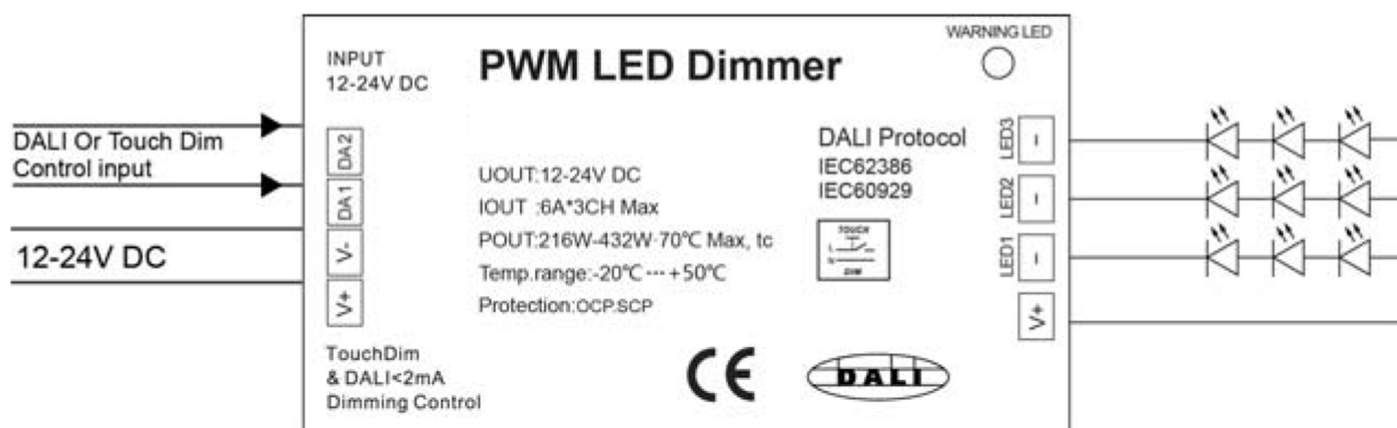 WARNING LED
INPUT
12-24V DC
PWM LED Dimmer
DALI Or Touch Dim
Control input
12-24V DC
DA2
DA1
V-
V+
UOUT:12-24V DC
IOUT :6A*3CH Max
POUT:216W-432W·70℃ Max, tc
Temp.range:-20℃ ··· +50℃
Protection:OCP.SCP
DALI Protocol
IEC62386
IEC60929
TOUCH
L
N
DIM
LED3 -
LED2 -
LED1 -
V+
TouchDim
& DALI<2mA
Dimming Control
CE
DALI